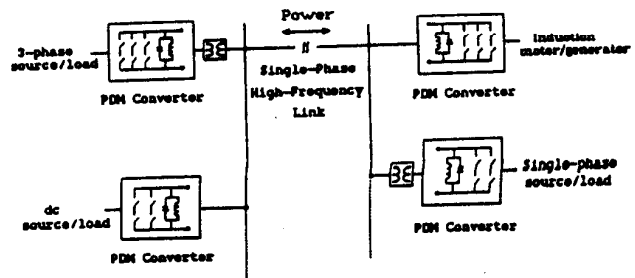 Power
3-phase
source/load
PDM Converter
Single-Phase
High-Frequency
Link
Induction
motor/generator
PDM Converter
dc
source/load
PDM Converter
Single-phase
source/load
PDM Converter